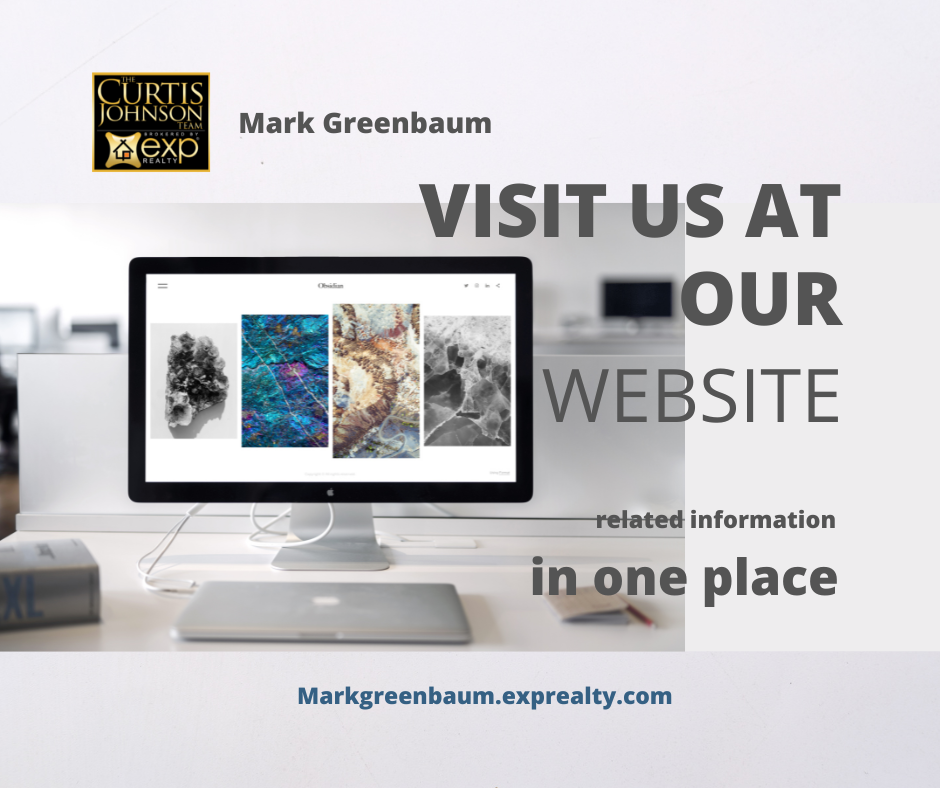 THE
CURTIS
JOHNSON
TEAM
BROKERED BY
exp
REALTY
Mark Greenbaum
VISIT US AT
OUR
WEBSITE
Obsidian
related information
in one place
XL
Markgreenbaum.exprealty.com